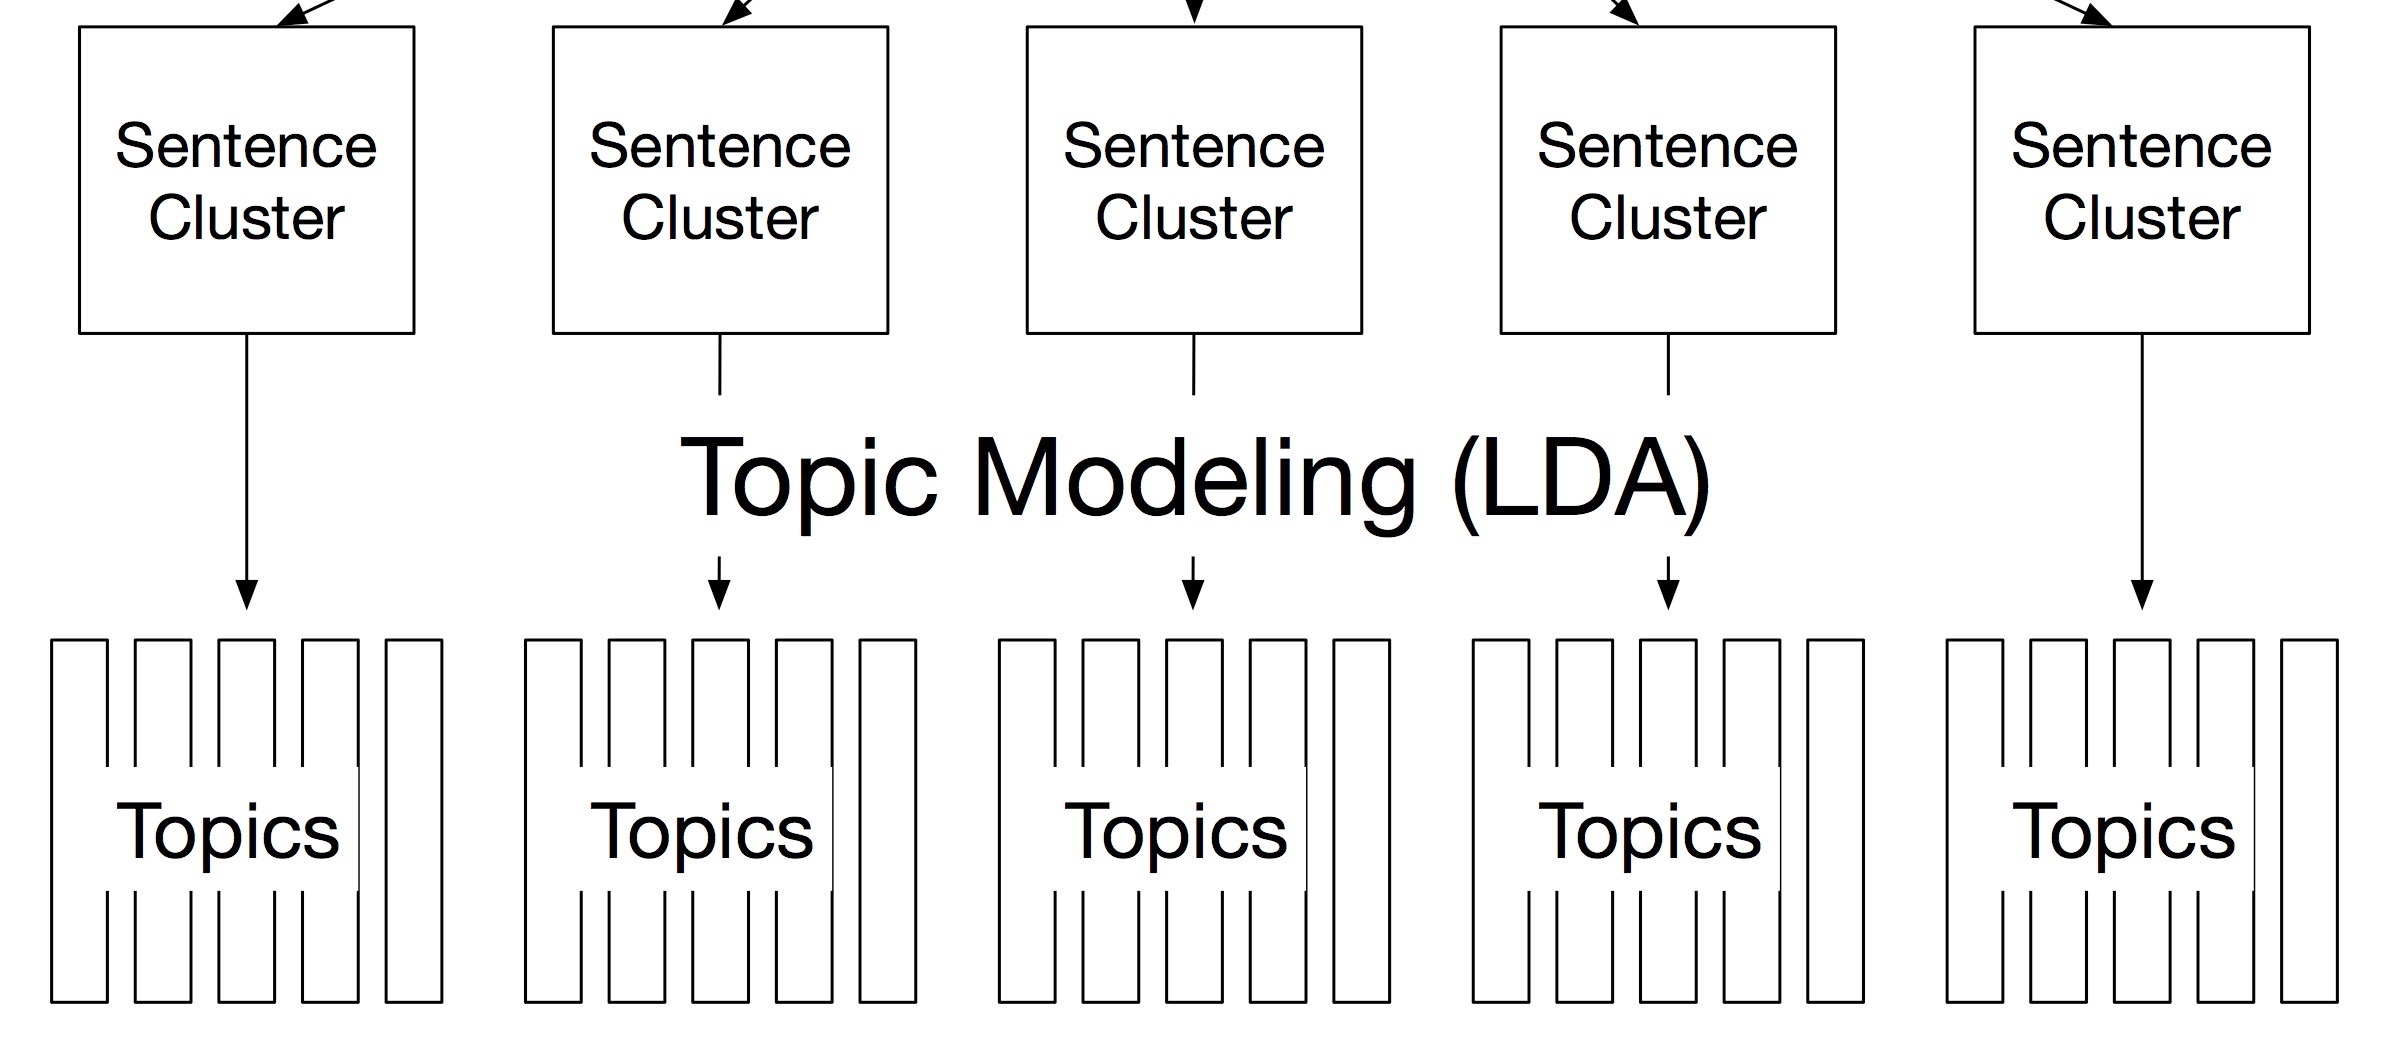 Sentence
Cluster
Sentence
Cluster
Sentence
Cluster
Sentence
Cluster
Sentence
Cluster
Topic Modeling (LDA)
Topics
Topics
Topics
Topics
Topics